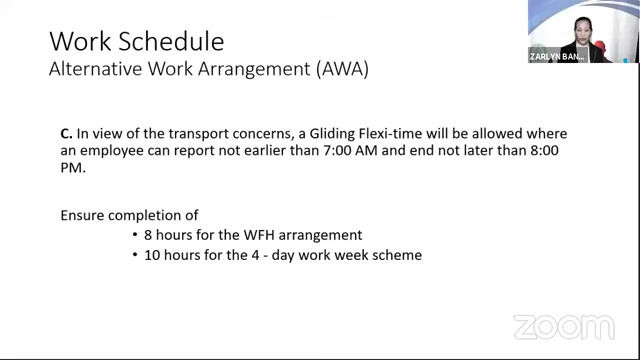 Work Schedule
Alternative Work Arrangement (AWA)
ZARLYN BAN...
C. In view of the transport concerns, a Gliding Flexi-time will be allowed where
an employee can report not earlier than 7:00 AM and end not later than 8:00
PM.
Ensure completion of
• 8 hours for the WFH arrangement
• 10 hours for the 4 - day work week scheme
zoom